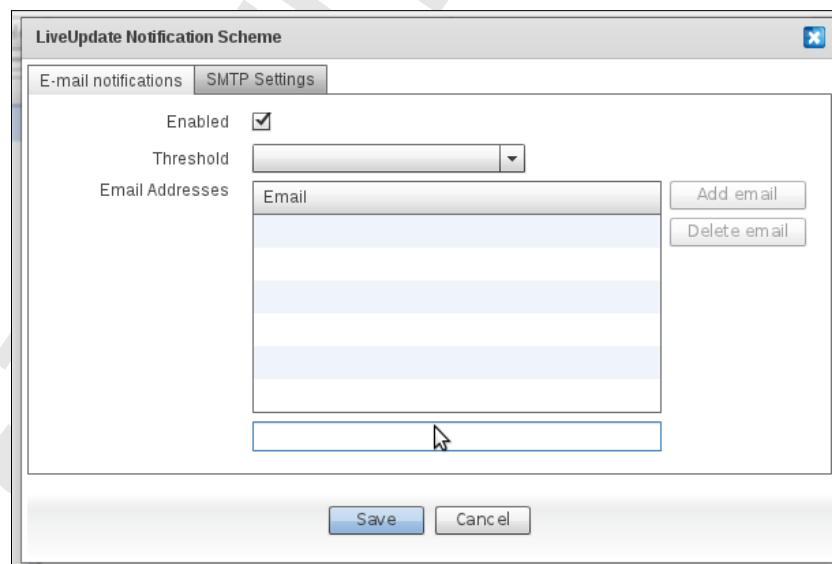 LiveUpdate Notification Scheme
E-mail notifications SMTP Settings
Enabled
Threshold
Email Addresses
Email
Add email
Delete email
Save Cancel